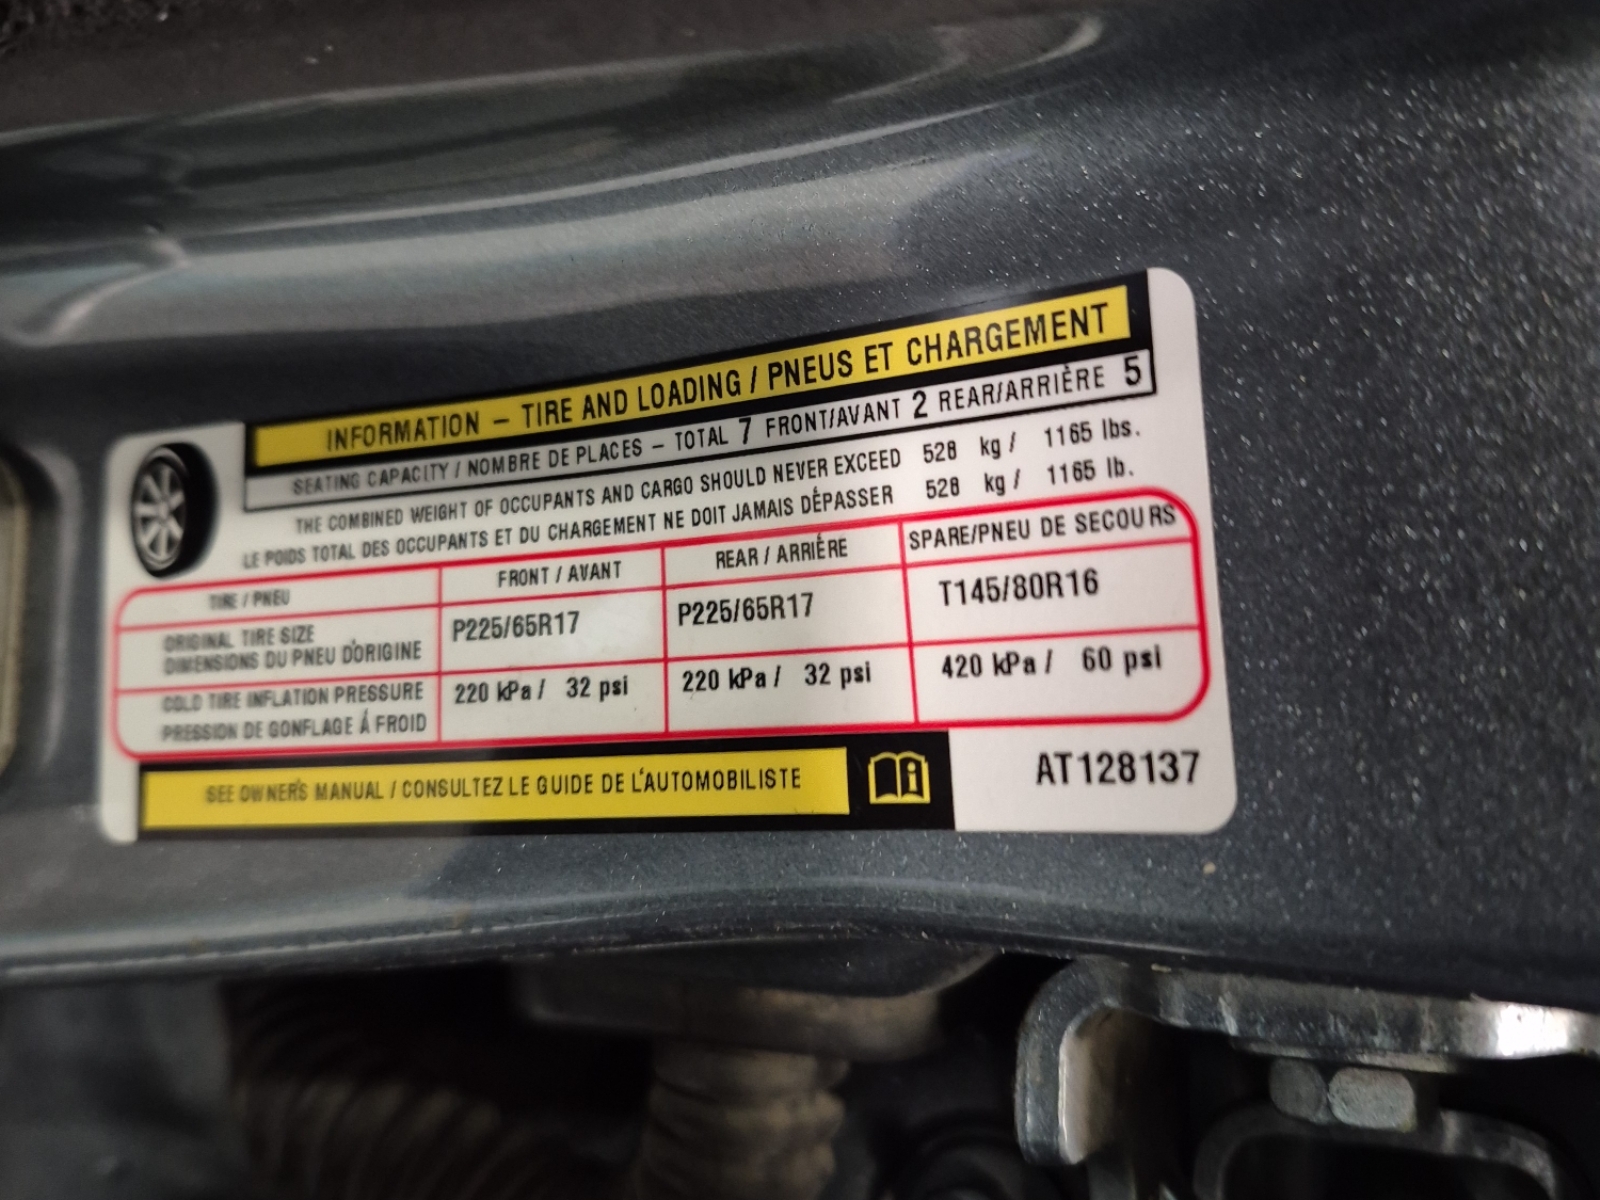 INFORMATION – TIRE AND LOADING / PNEUS ET CHARGEMENT
SEATING CAPACITY / NOMBRE DE PLACES – TOTAL 7 FRONT/AVANT 2 REAR/ARRIÈRE 5
THE COMBINED WEIGHT OF OCCUPANTS AND CARGO SHOULD NEVER EXCEED 528 kg / 1165 lbs.
LE POIDS TOTAL DES OCCUPANTS ET DU CHARGEMENT NE DOIT JAMAIS DÉPASSER 528 kg / 1165 lb.
TIRE / PNEU FRONT / AVANT REAR / ARRIÈRE SPARE/PNEU DE SECOURS
ORIGINAL TIRE SIZE
DIMENSIONS DU PNEU D'ORIGINE P225/65R17 P225/65R17 T145/80R16
COLD TIRE INFLATION PRESSURE
PRESSION DE GONFLAGE À FROID 220 kPa / 32 psi 220 kPa / 32 psi 420 kPa / 60 psi
SEE OWNER'S MANUAL / CONSULTEZ LE GUIDE DE L'AUTOMOBILISTE
AT128137